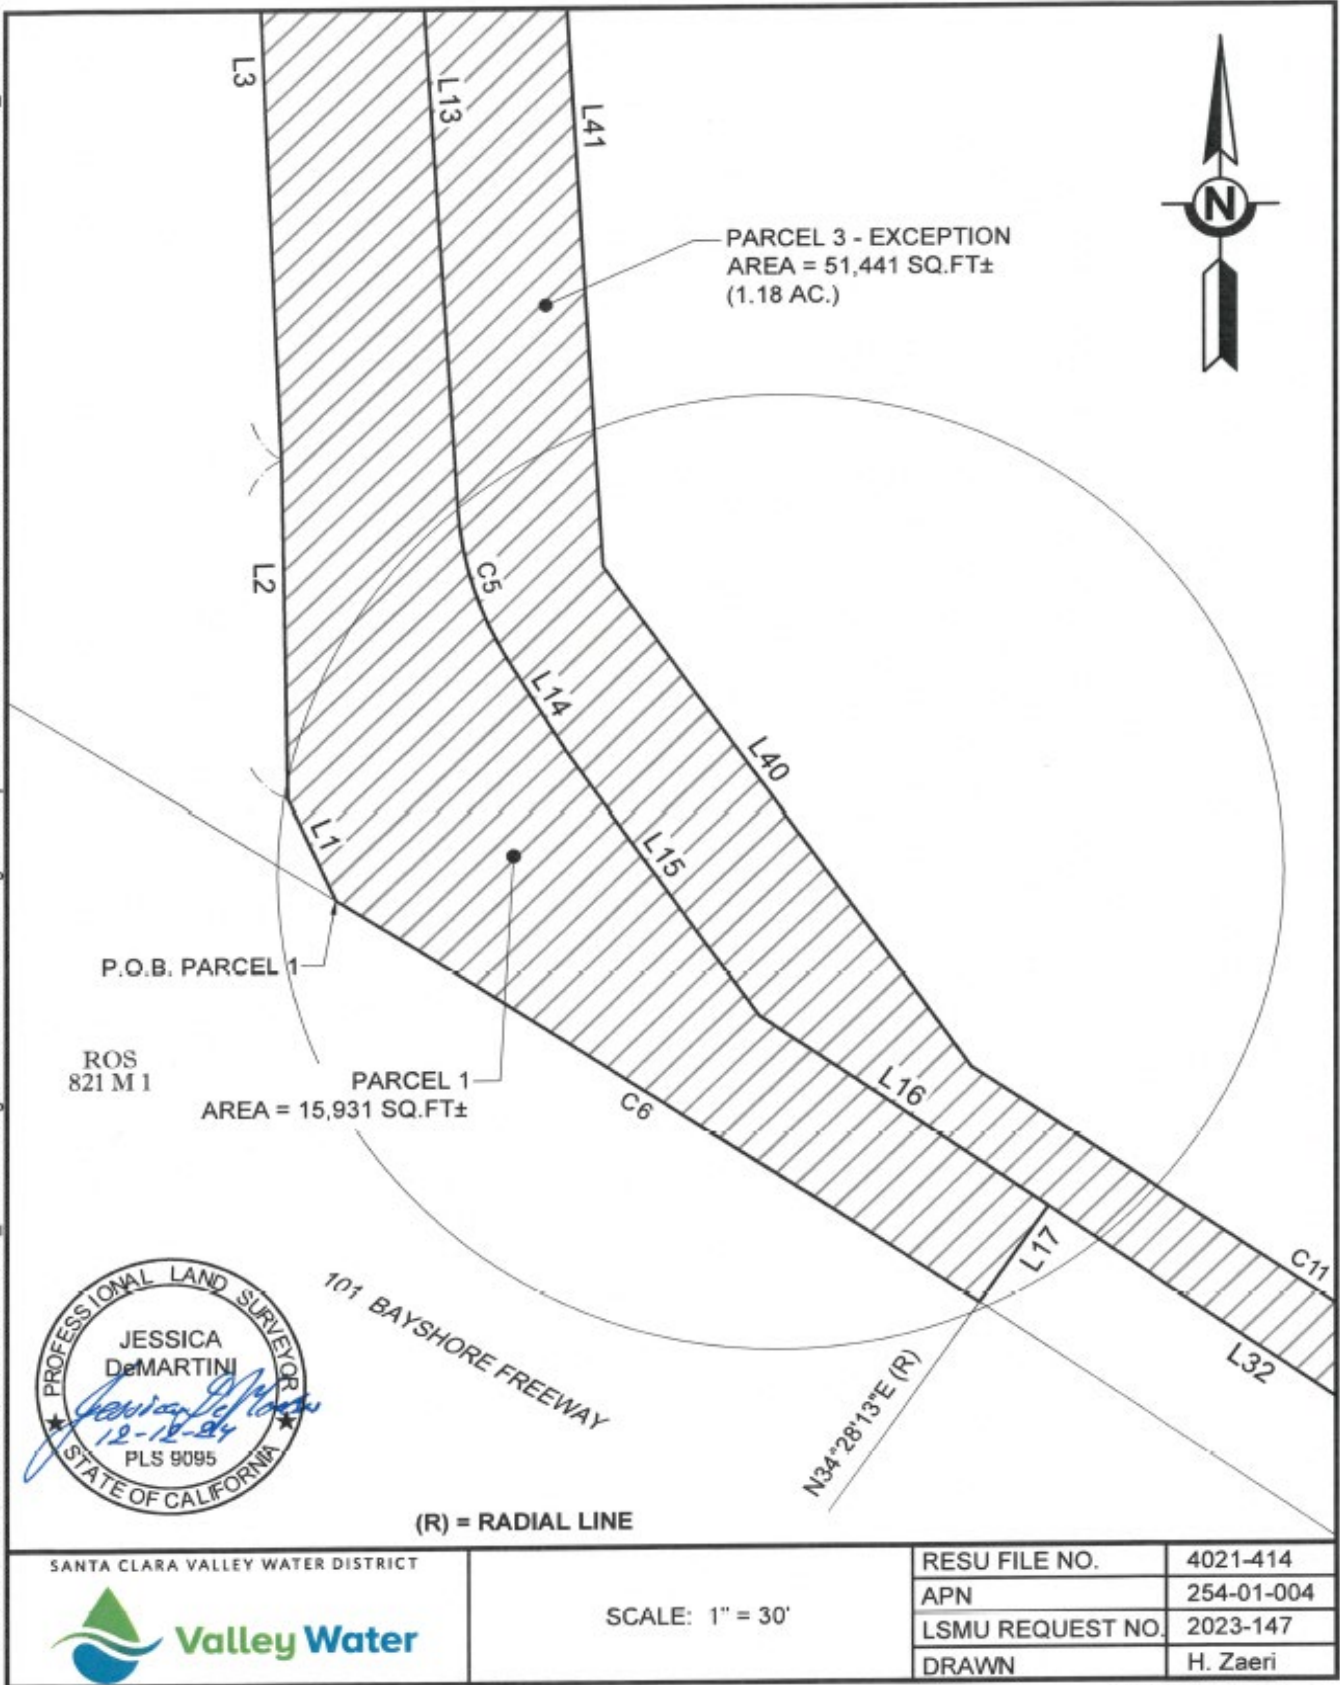 L3
L13
L41
N
PARCEL 3 - EXCEPTION
AREA = 51,441 SQ.FT±
(1.18 AC.)
L2
C5
L14
L40
L1
L15
P.O.B. PARCEL 1
ROS
821 M 1
PARCEL 1
AREA = 15,931 SQ.FT±
C6
L16
L17
C11
L32
101 BAYSHORE FREEWAY
N34°28'13"E (R)
PROFESSIONAL LAND SURVEYOR
JESSICA
DeMARTINI
12-12-24
PLS 9095
STATE OF CALIFORNIA
(R) = RADIAL LINE
SANTA CLARA VALLEY WATER DISTRICT
Valley Water
SCALE: 1" = 30'
RESU FILE NO. 4021-414
APN 254-01-004
LSMU REQUEST NO. 2023-147
DRAWN H. Zaeri